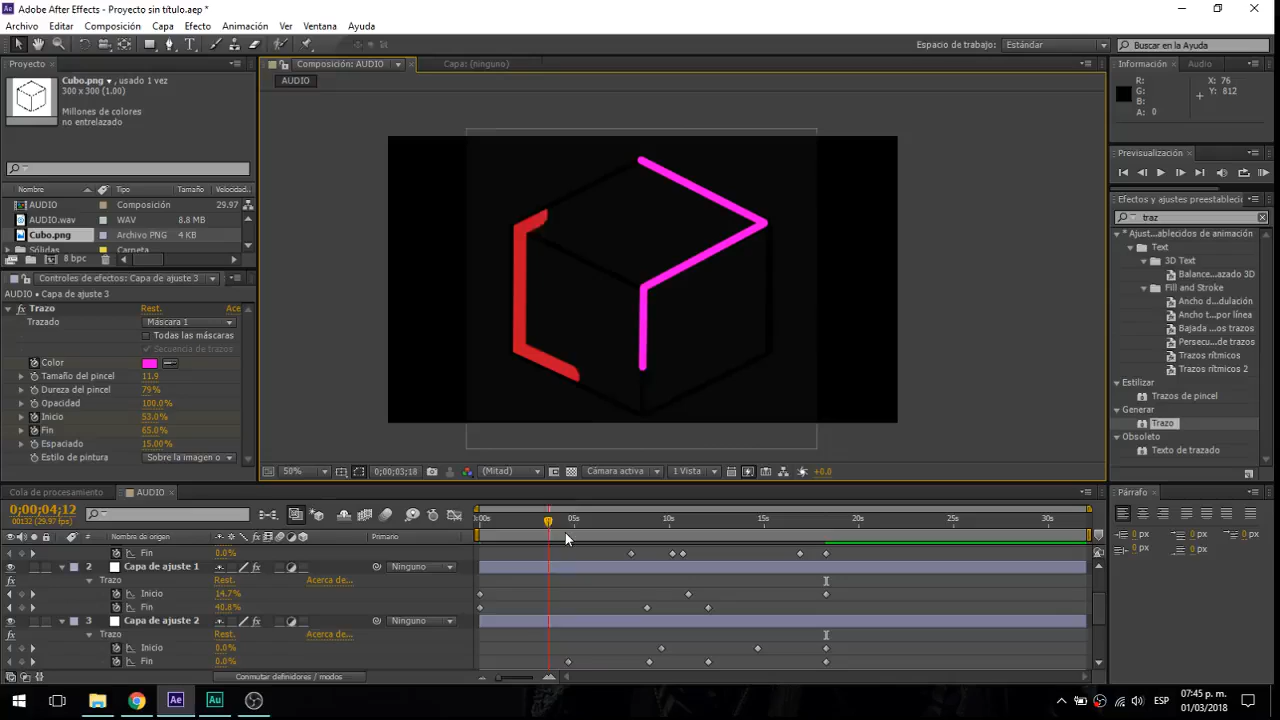 Adobe After Effects - Proyecto sin título.aep *
Archivo Editar Composición Capa Efecto Animación Ver Ventana Ayuda
Espacio de trabajo: Estándar Buscar en la Ayuda
Proyecto
Composición: AUDIO
Capa: (ninguno)
Información
Audio
Cubo.png, usado 1 vez
300 x 300 (1.00)
Millones de colores
no entrelazado
AUDIO
R:
G:
B:
A: 0
X: 76
Y: 812
Previsualización
Nombre Tipo Tamaño Velocidad...
AUDIO Composición 29.97
AUDIO.wav WAV 8.8 MB
Cubo.png Archivo PNG 4 KB
Sólidas Carpeta
8 bpc
Efectos y ajustes preestablecidos
traz
* Ajust...ablecidos de animación
Text
3D Text
Balance...azado 3D
Fill and Stroke
Ancho d...dulación
Ancho t...por línea
Bajada ...os trazos
Persecu...de trazos
Trazos rítmicos
Trazos rítmicos 2
Estilizar
Trazos de pincel
Generar
Trazo
Obsoleto
Texto de trazado
Controles de efectos: Capa de ajuste 3
AUDIO • Capa de ajuste 3
Trazo Rest. Ace
Trazado Máscara 1
Todas las máscaras
Secuencia de trazos
Color
Tamaño del pincel 11.9
Dureza del pincel 79%
Opacidad 100.0%
Inicio 53.0%
Fin 65.0%
Espaciado 15.00%
Estilo de pintura Sobre la imagen o
50% 0;00;03;18 (Mitad) Cámara activa 1 Vista +0.0
Cola de procesamiento
AUDIO
Párrafo
0;00;04;12
00132 (29.97 fps)
:00s 05s 10s 15s 20s 25s 30s
Nombre de origen Primario
Fin 0.0%
2 Capa de ajuste 1 Ninguno
Trazo Rest. Acerca de...
Inicio 14.7%
Fin 40.8%
3 Capa de ajuste 2 Ninguno
Trazo Rest. Acerca de...
Inicio 0.0%
Fin 0.0%
Conmutar definidores / modos
+0 px +0 px +0 px
+0 px +0 px
Ae Au ESP
07:45 p. m.
01/03/2018